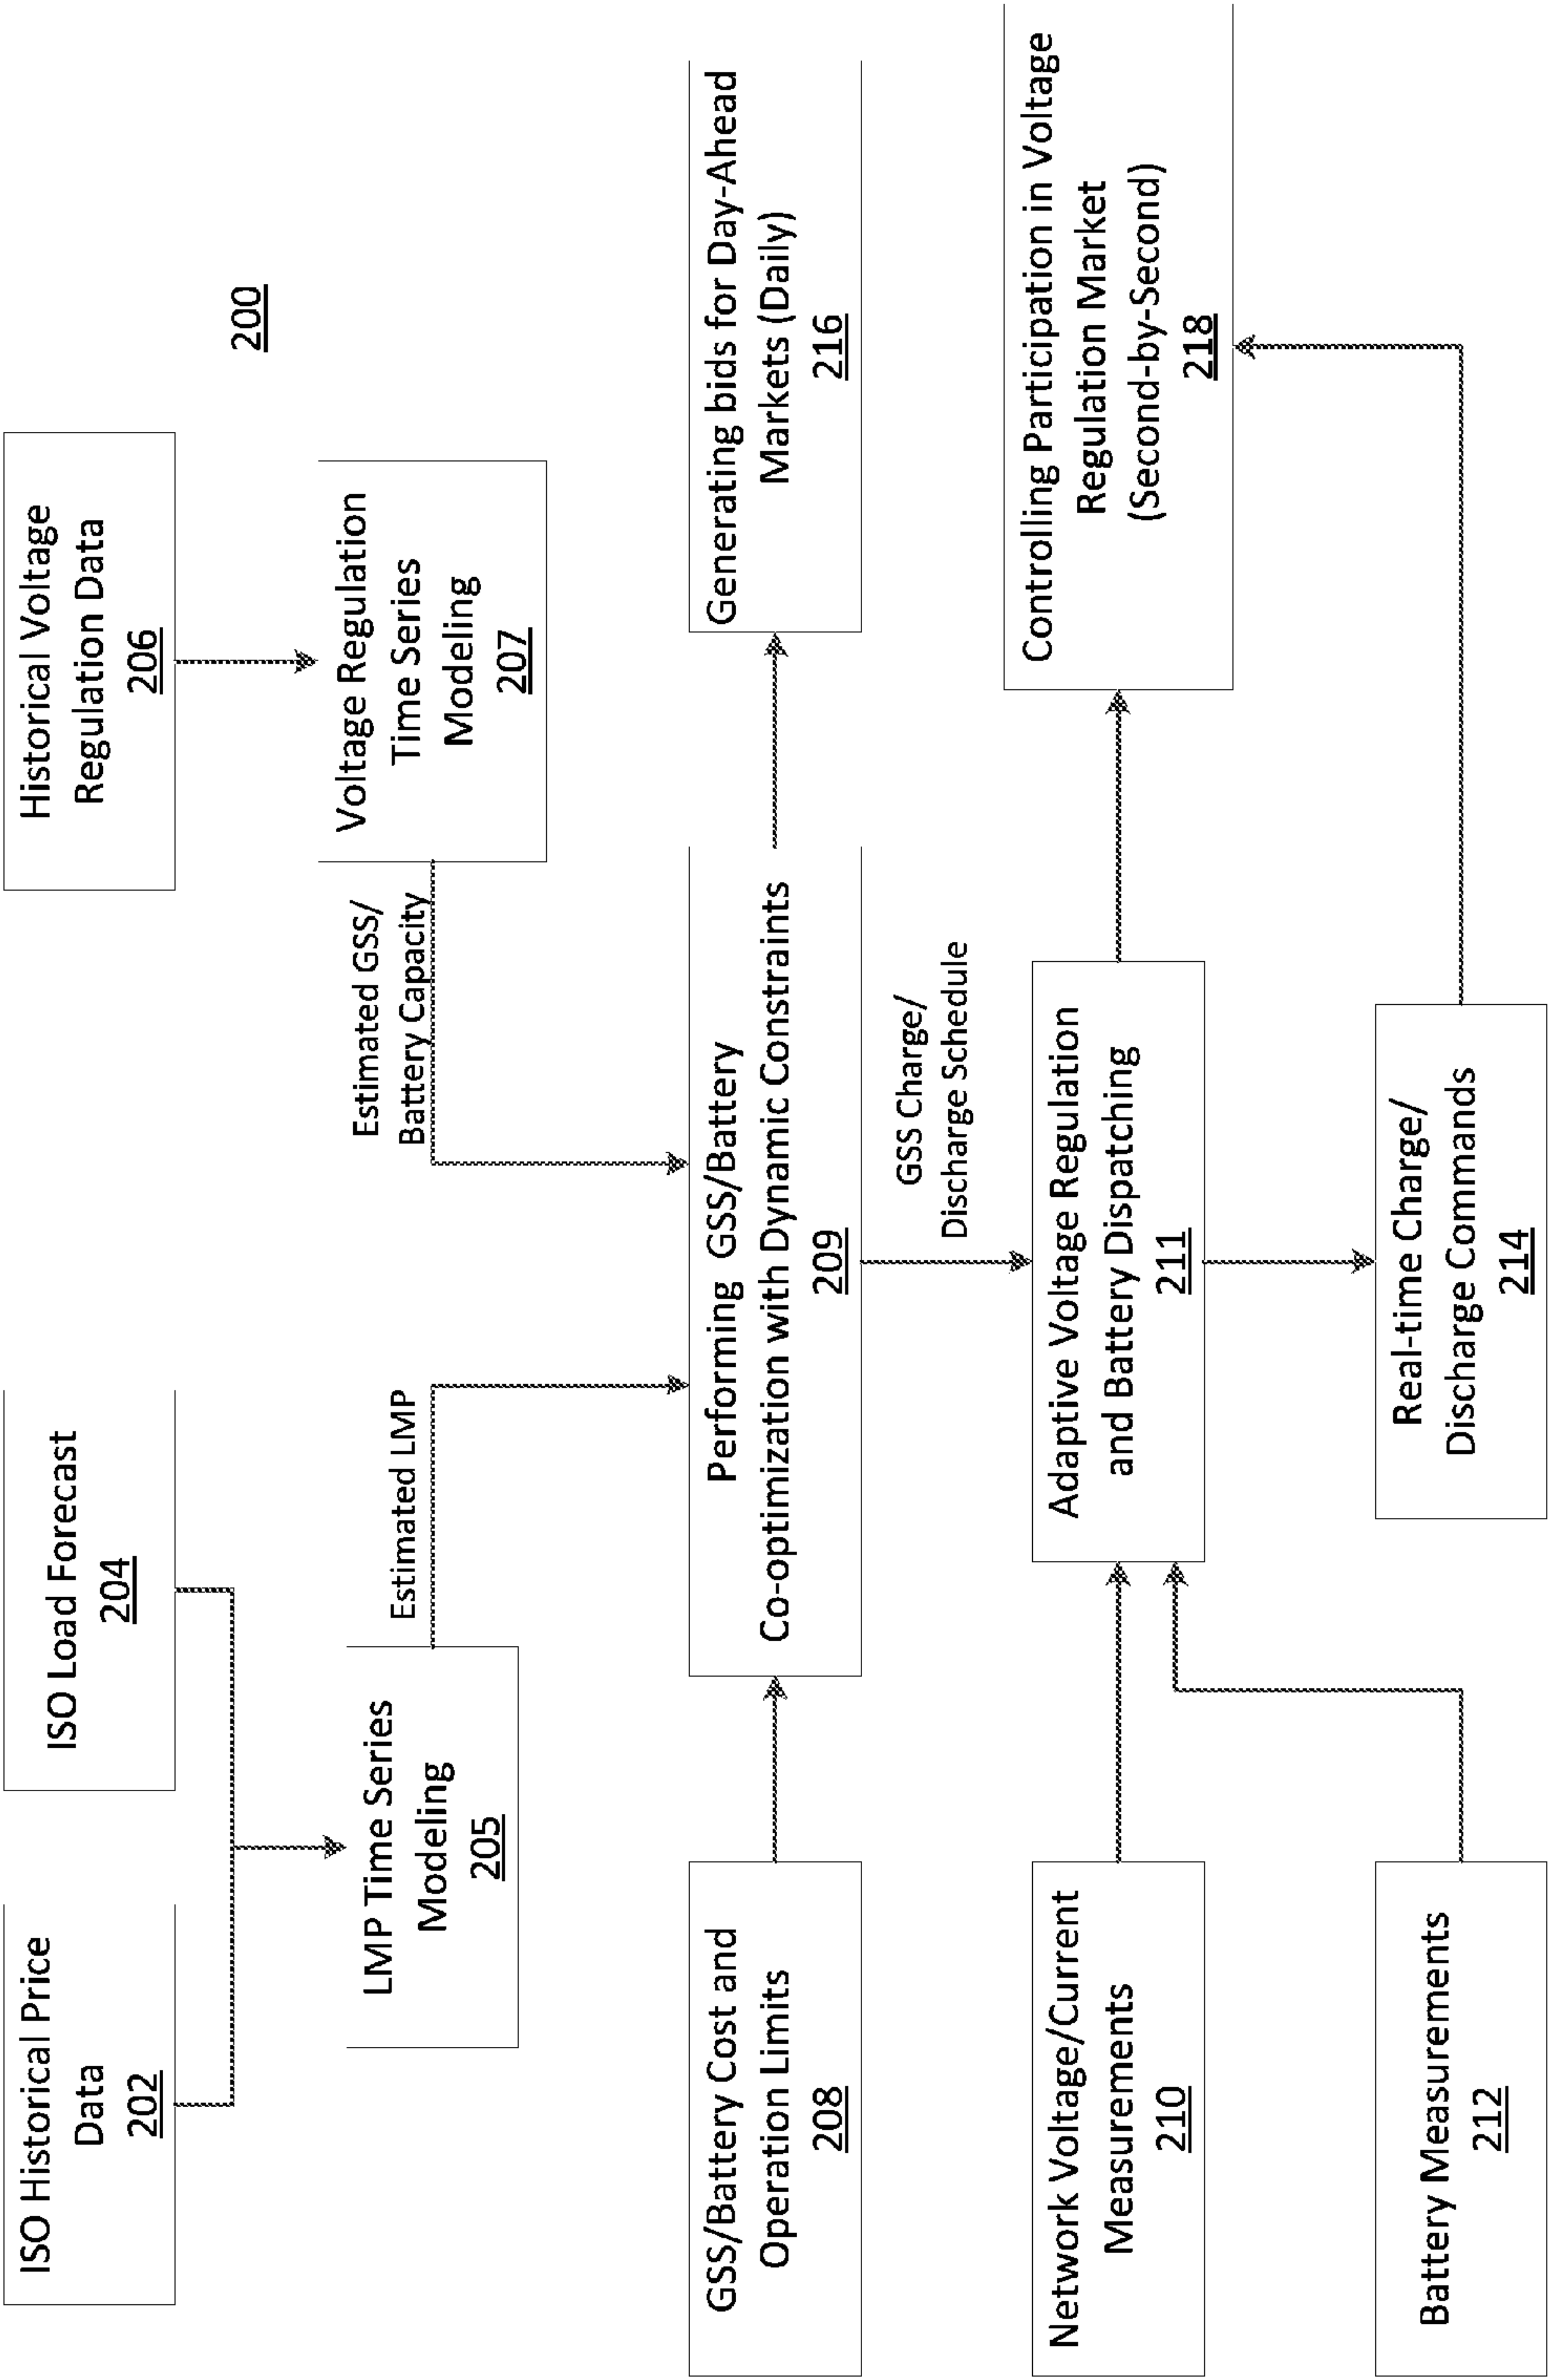 200
ISO Historical Price
Data
202
ISO Load Forecast
204
Historical Voltage
Regulation Data
206
LMP Time Series
Modeling
205
Voltage Regulation
Time Series
Modeling
207
Estimated LMP
Estimated GSS/
Battery Capacity
GSS/Battery Cost and
Operation Limits
208
Performing GSS/Battery
Co-optimization with Dynamic Constraints
209
Generating bids for Day-Ahead
Markets (Daily)
216
GSS Charge/
Discharge Schedule
Network Voltage/Current
Measurements
210
Adaptive Voltage Regulation
and Battery Dispatching
211
Controlling Participation in Voltage
Regulation Market
(Second-by-Second)
218
Battery Measurements
212
Real-time Charge/
Discharge Commands
214